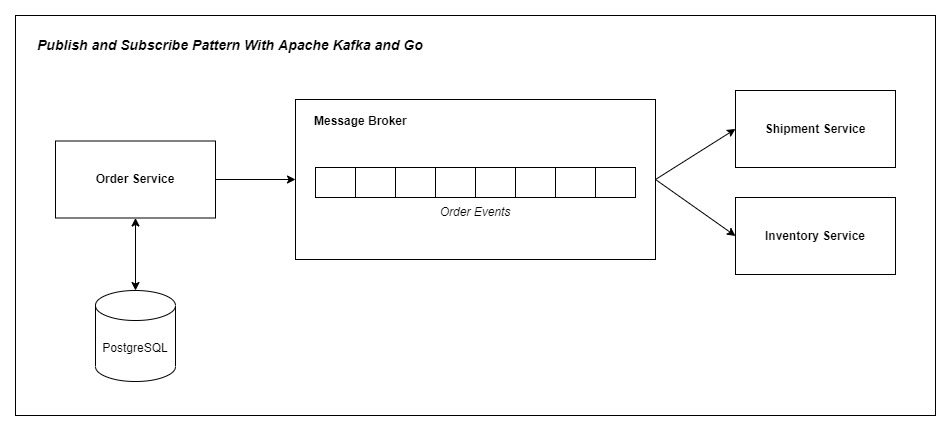 Publish and Subscribe Pattern With Apache Kafka and Go
Message Broker
Shipment Service
Order Service
Order Events
Inventory Service
PostgreSQL